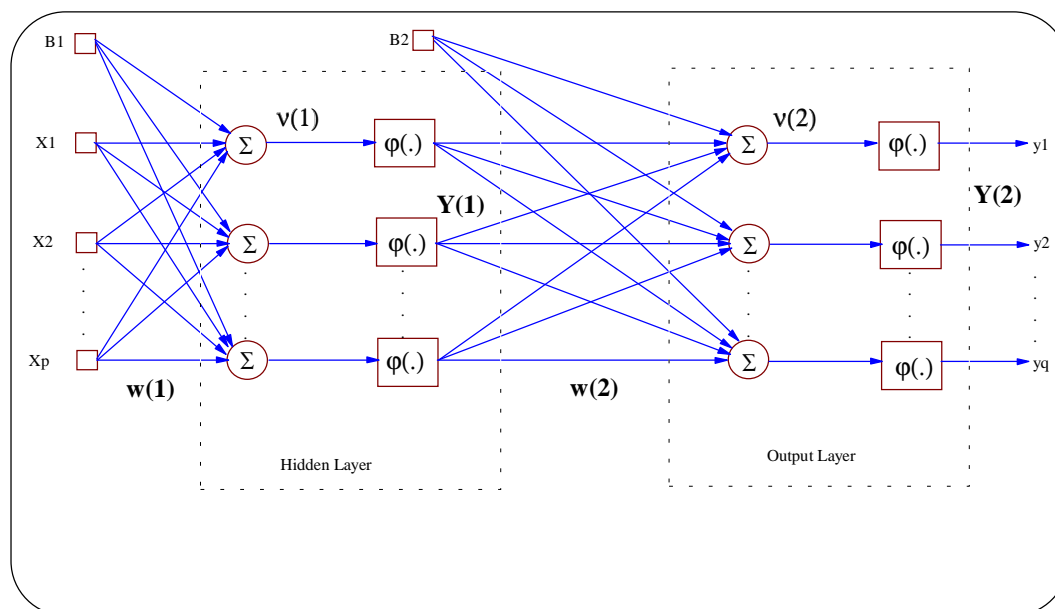 B1
B2
ν(1)
ν(2)
X1
Σ
φ(.)
Σ
φ(.)
y1
Y(1)
Y(2)
X2
Σ
φ(.)
Σ
φ(.)
y2
Xp
Σ
φ(.)
Σ
φ(.)
yq
w(1)
w(2)
Hidden Layer
Output Layer